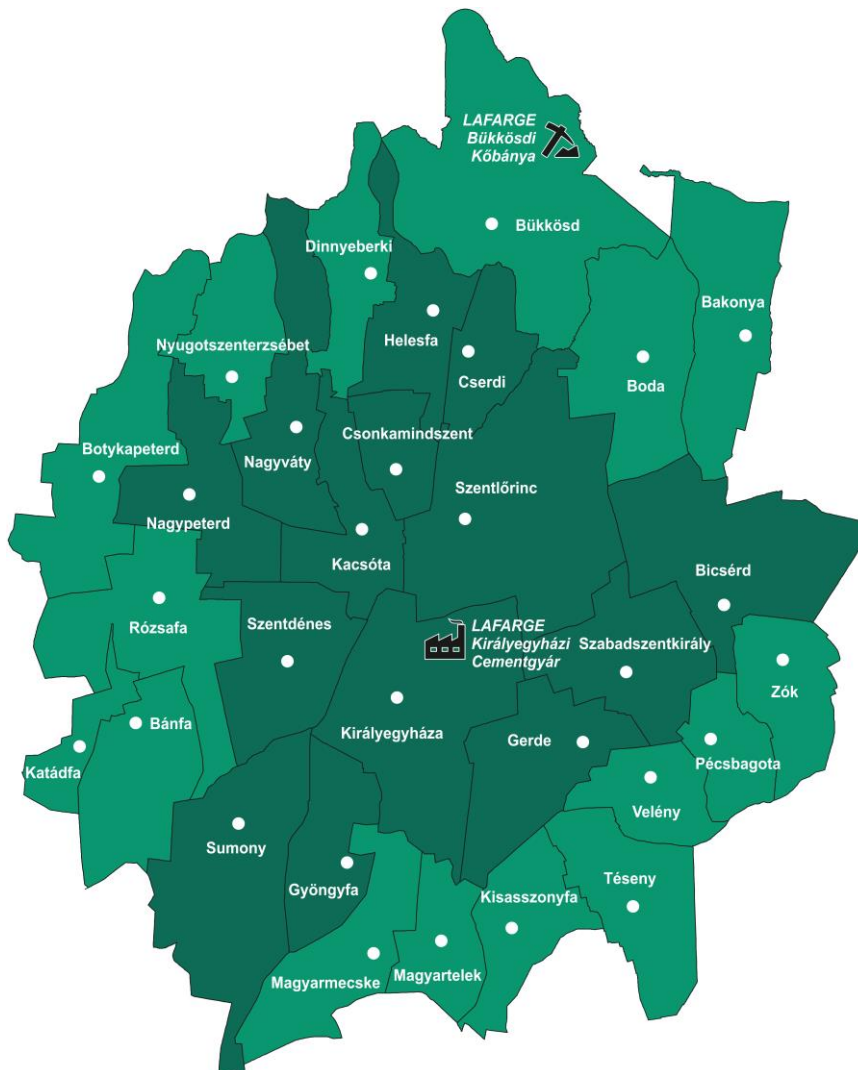 LAFARGE
Bükkösdi
Kőbánya
Bükkösd
Dinnyeberki
Bakonya
Helesfa
Nyugotszenterzsébet
Cserdi
Boda
Csonkamindszent
Botykapeterd
Nagyváty
Szentlőrinc
Nagypeterd
Kacsóta
Bicsérd
Rózsafa
Szentdénes
LAFARGE
Királyegyházi
Cementgyár
Szabadszentkirály
Zók
Bánfa
Királyegyháza
Gerde
Katádfa
Pécsbagota
Velény
Sumony
Téseny
Gyöngyfa
Kisasszonyfa
Magyarmecske
Magyartelek